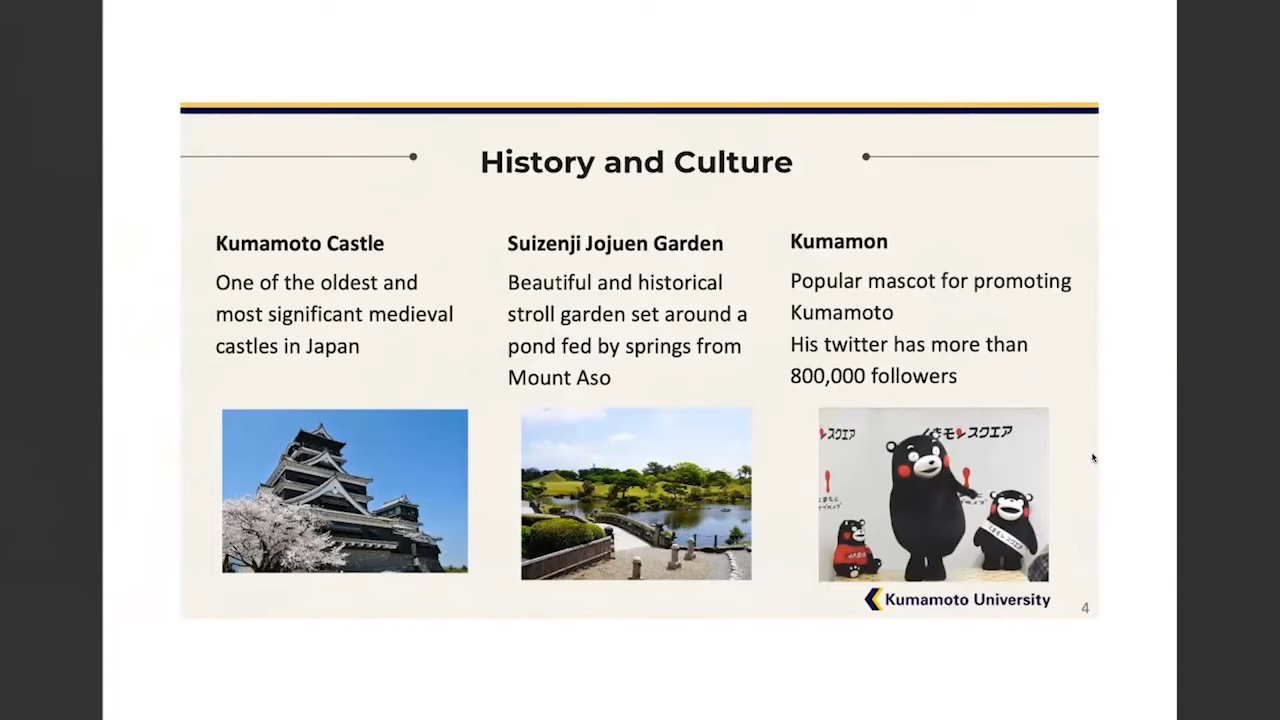 History and Culture
Kumamoto Castle
One of the oldest and
most significant medieval
castles in Japan
Suizenji Jojuen Garden
Beautiful and historical
stroll garden set around a
pond fed by springs from
Mount Aso
Kumamon
Popular mascot for promoting
Kumamoto
His twitter has more than
800,000 followers
スクエア
くまモンスクエア
Kumamoto University
4